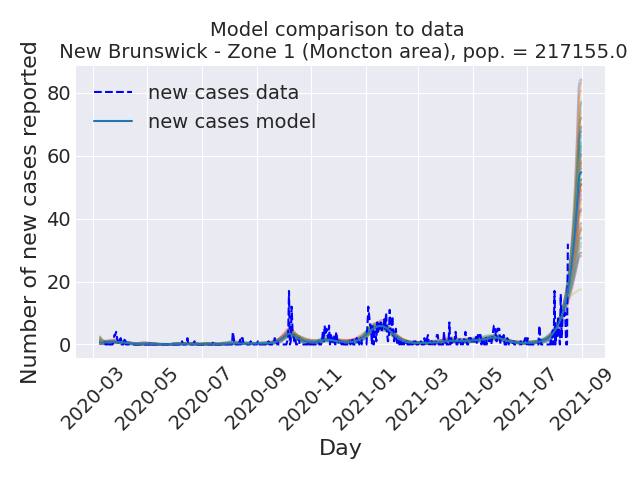 Model comparison to data
New Brunswick - Zone 1 (Moncton area), pop. = 217155.0
Number of new cases reported
80
60
40
20
0
new cases data
new cases model
2020-03
2020-05
2020-07
2020-09
2020-11
2021-01
2021-03
2021-05
2021-07
2021-09
Day